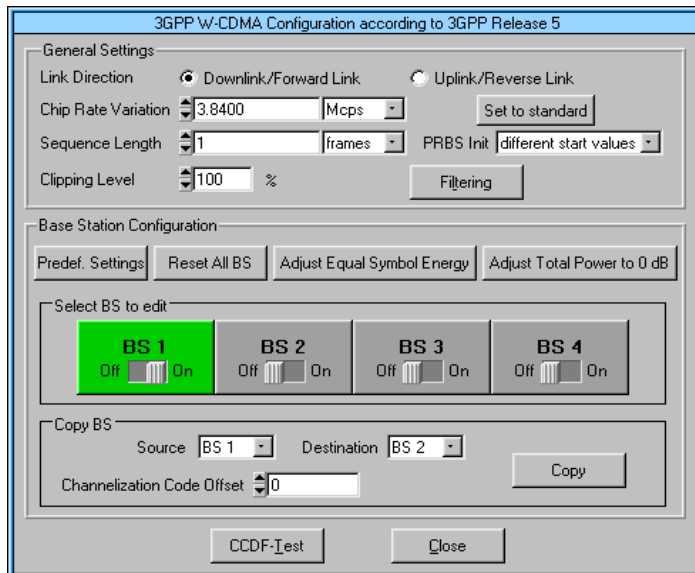 3GPP W-CDMA Configuration according to 3GPP Release 5
General Settings
Link Direction Downlink/Forward Link Uplink/Reverse Link
Chip Rate Variation 3.8400 Mcps Set to standard
Sequence Length 1 frames PRBS Init different start values
Clipping Level 100 % Filtering
Base Station Configuration
Predef. Settings Reset All BS Adjust Equal Symbol Energy Adjust Total Power to 0 dB
Select BS to edit
BS 1 BS 2 BS 3 BS 4
Off On Off On Off On Off On
Copy BS
Source BS 1 Destination BS 2
Copy
Channelization Code Offset 0
CCDF-Test Close